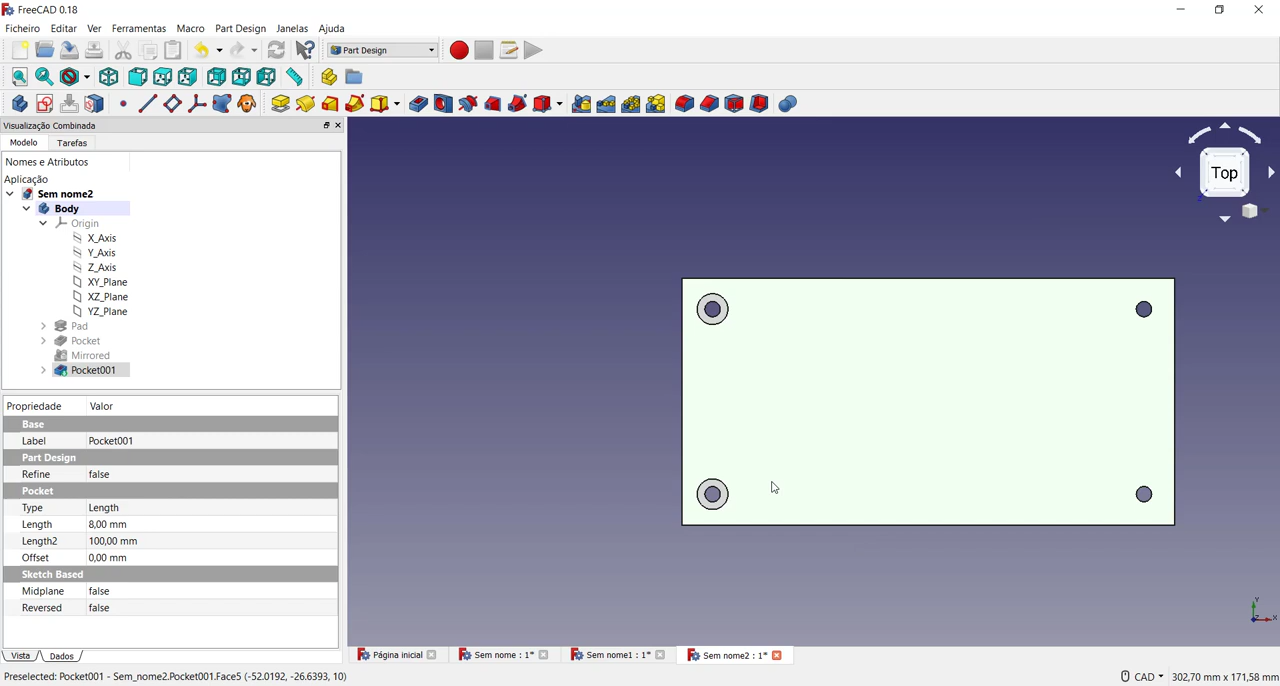 FreeCAD 0.18
Ficheiro Editar Ver Ferramentas Macro Part Design Janelas Ajuda
Part Design
Visualização Combinada
Modelo Tarefas
Nomes e Atributos
Aplicação
Sem nome2
Body
Origin
X_Axis
Y_Axis
Z_Axis
XY_Plane
XZ_Plane
YZ_Plane
Pad
Pocket
Mirrored
Pocket001
Top
Z
Propriedade Valor
Base
Label Pocket001
Part Design
Refine false
Pocket
Type Length
Length 8,00 mm
Length2 100,00 mm
Offset 0,00 mm
Sketch Based
Midplane false
Reversed false
Y
Z X
Vista Dados
Página inicial Sem nome : 1* Sem nome1 : 1* Sem nome2 : 1*
Preselected: Pocket001 - Sem_nome2.Pocket001.Face5 (-52.0192, -26.6393, 10) CAD 302,70 mm x 171,58 mm